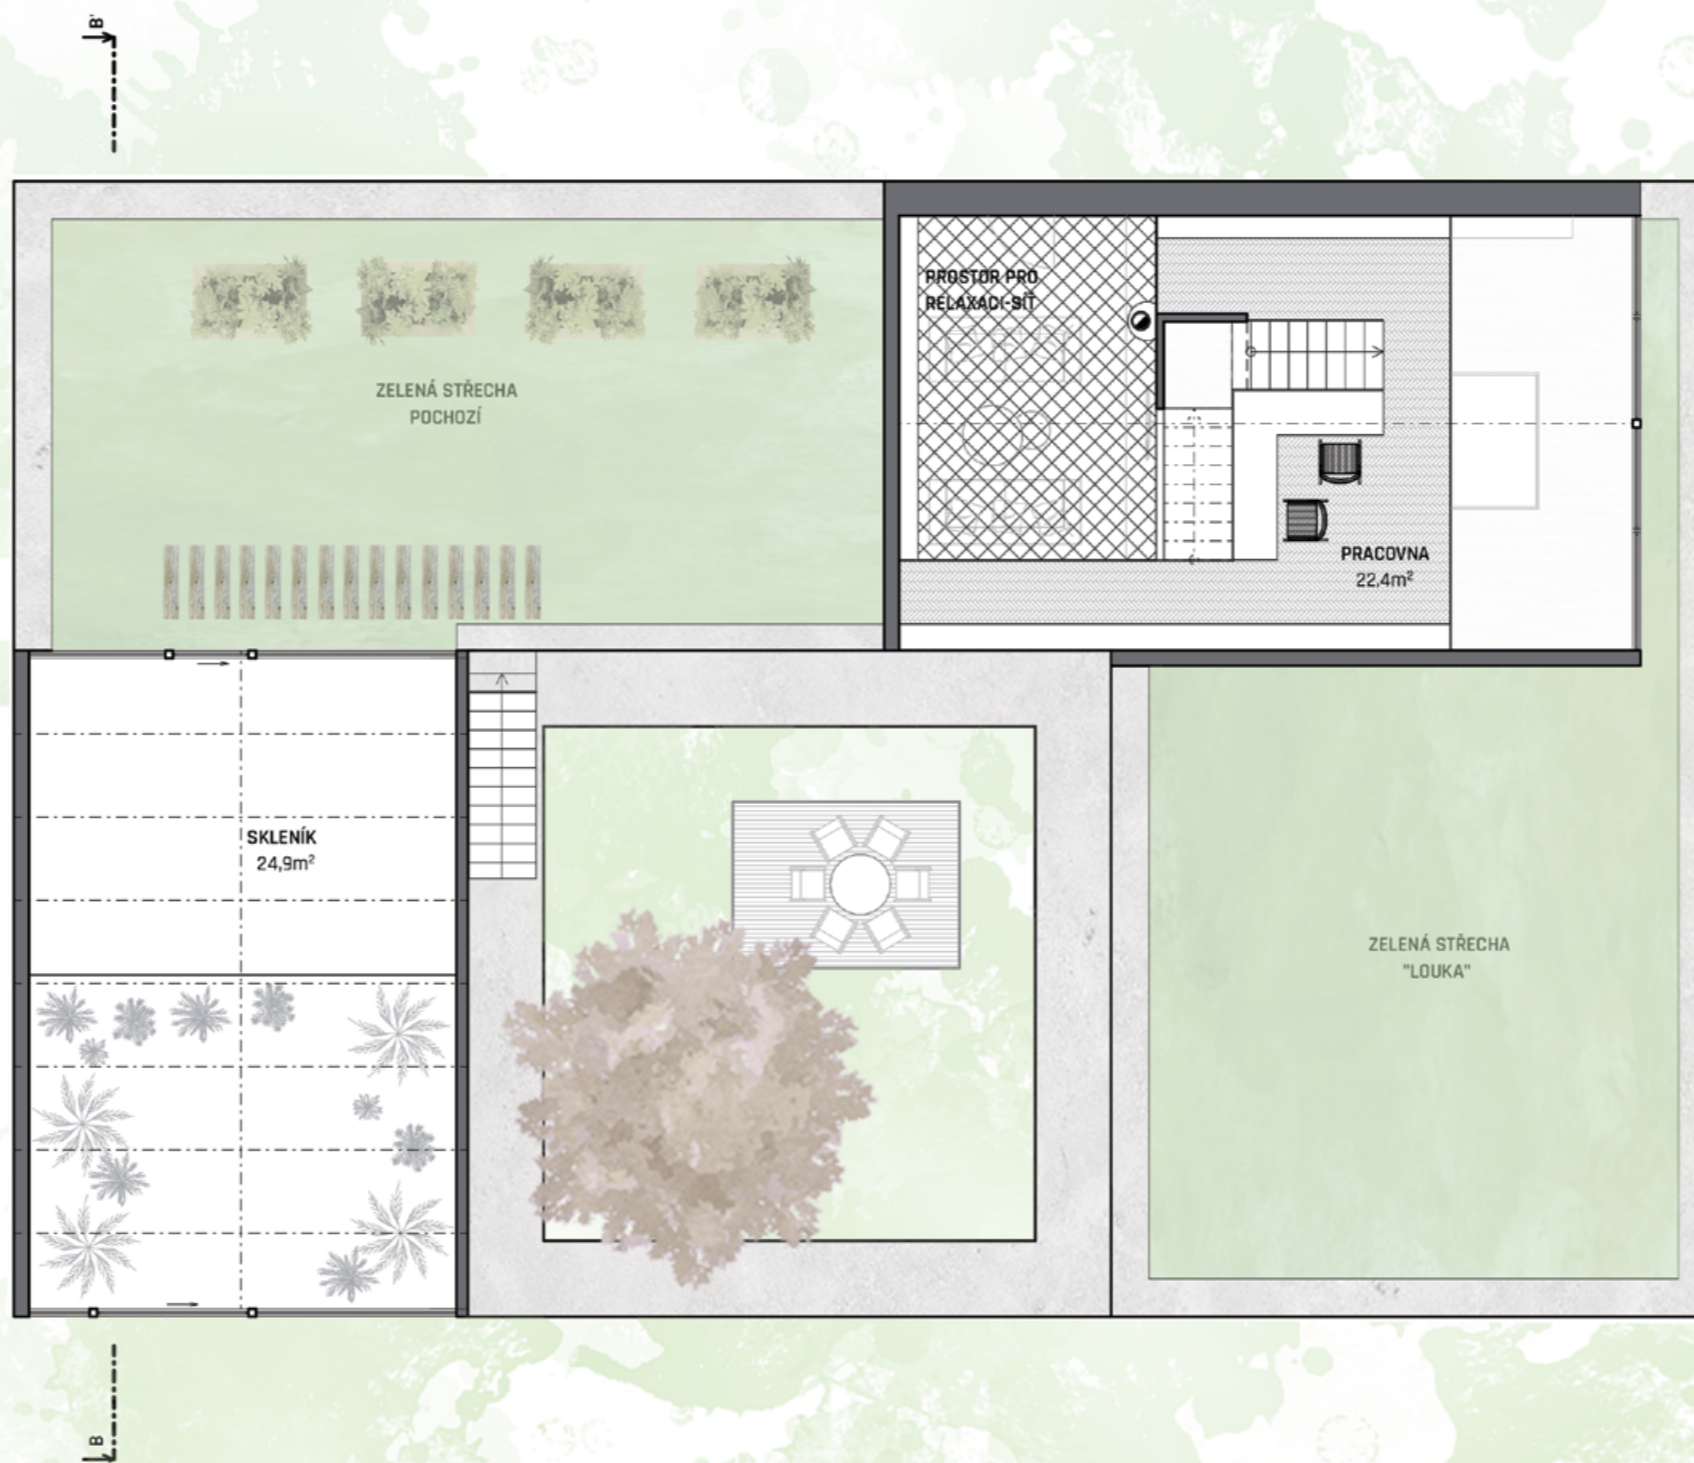 B'
PROSTOR PRO
RELAXACI-SÍŤ
ZELENÁ STŘECHA
POCHOZÍ
PRACOVNA
22,4m²
SKLENÍK
24,9m²
ZELENÁ STŘECHA
"LOUKA"
B